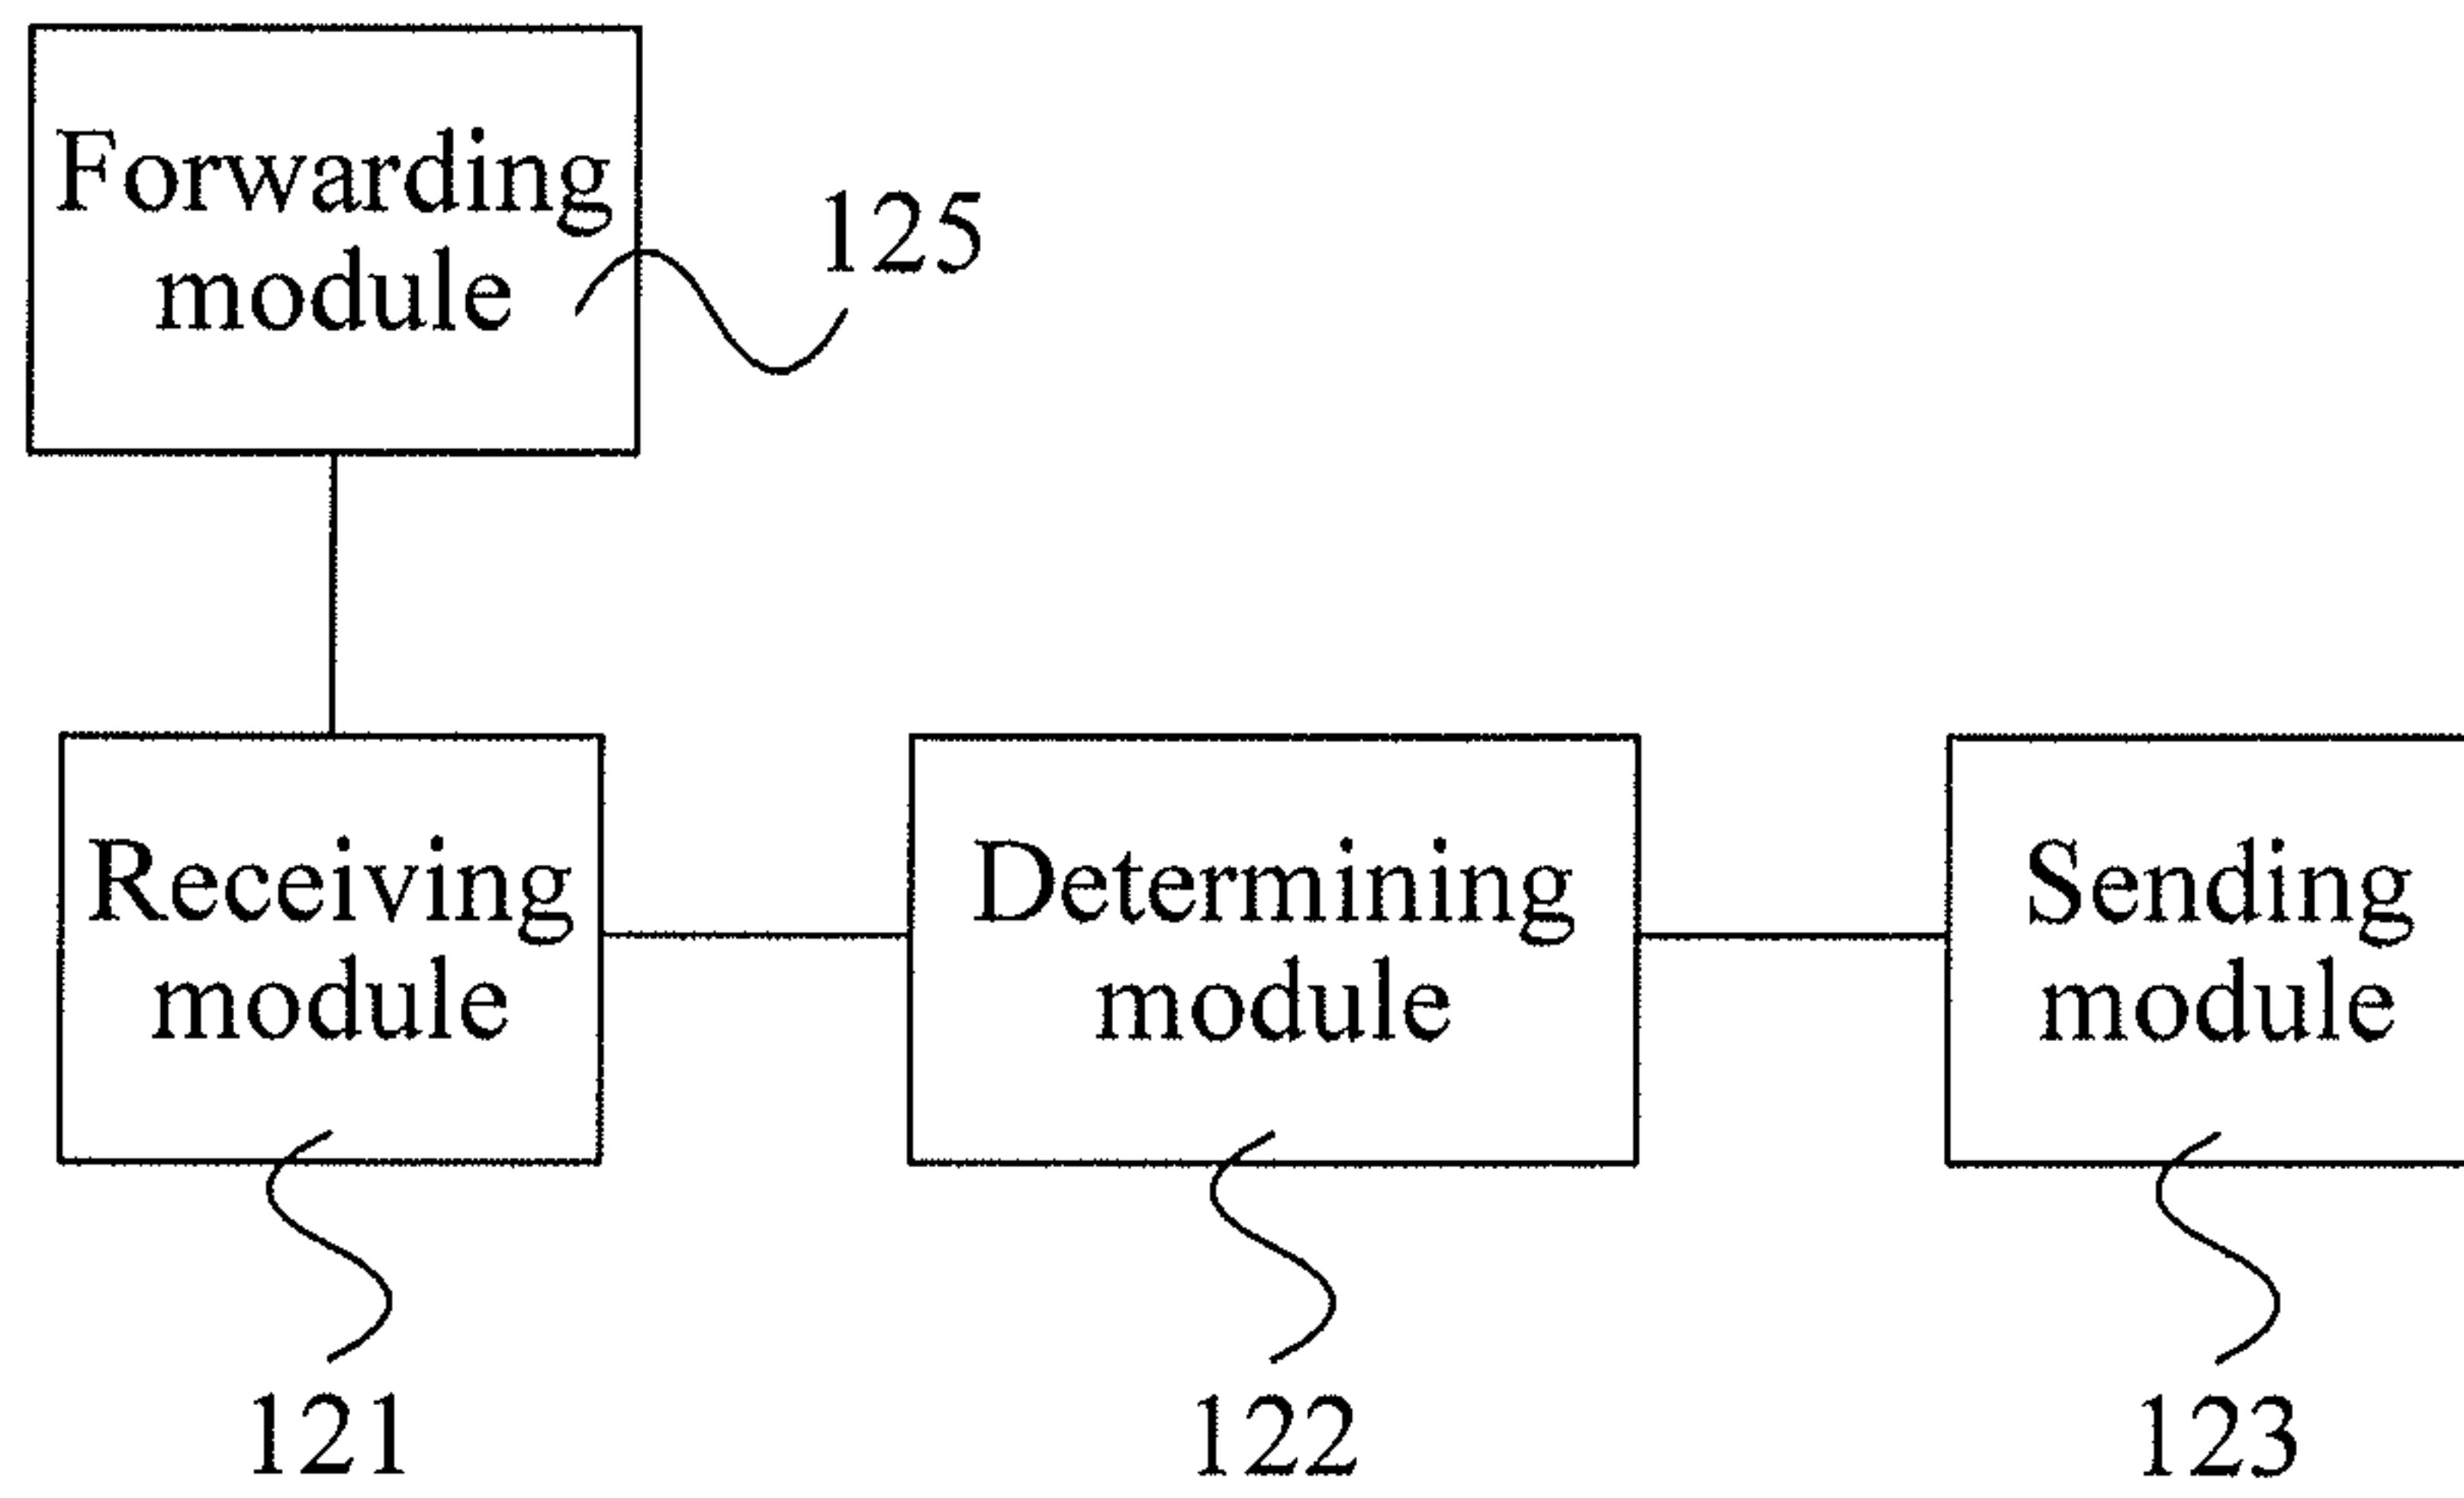 Forwarding
module
125
Receiving
module
Determining
module
Sending
module
121
122
123